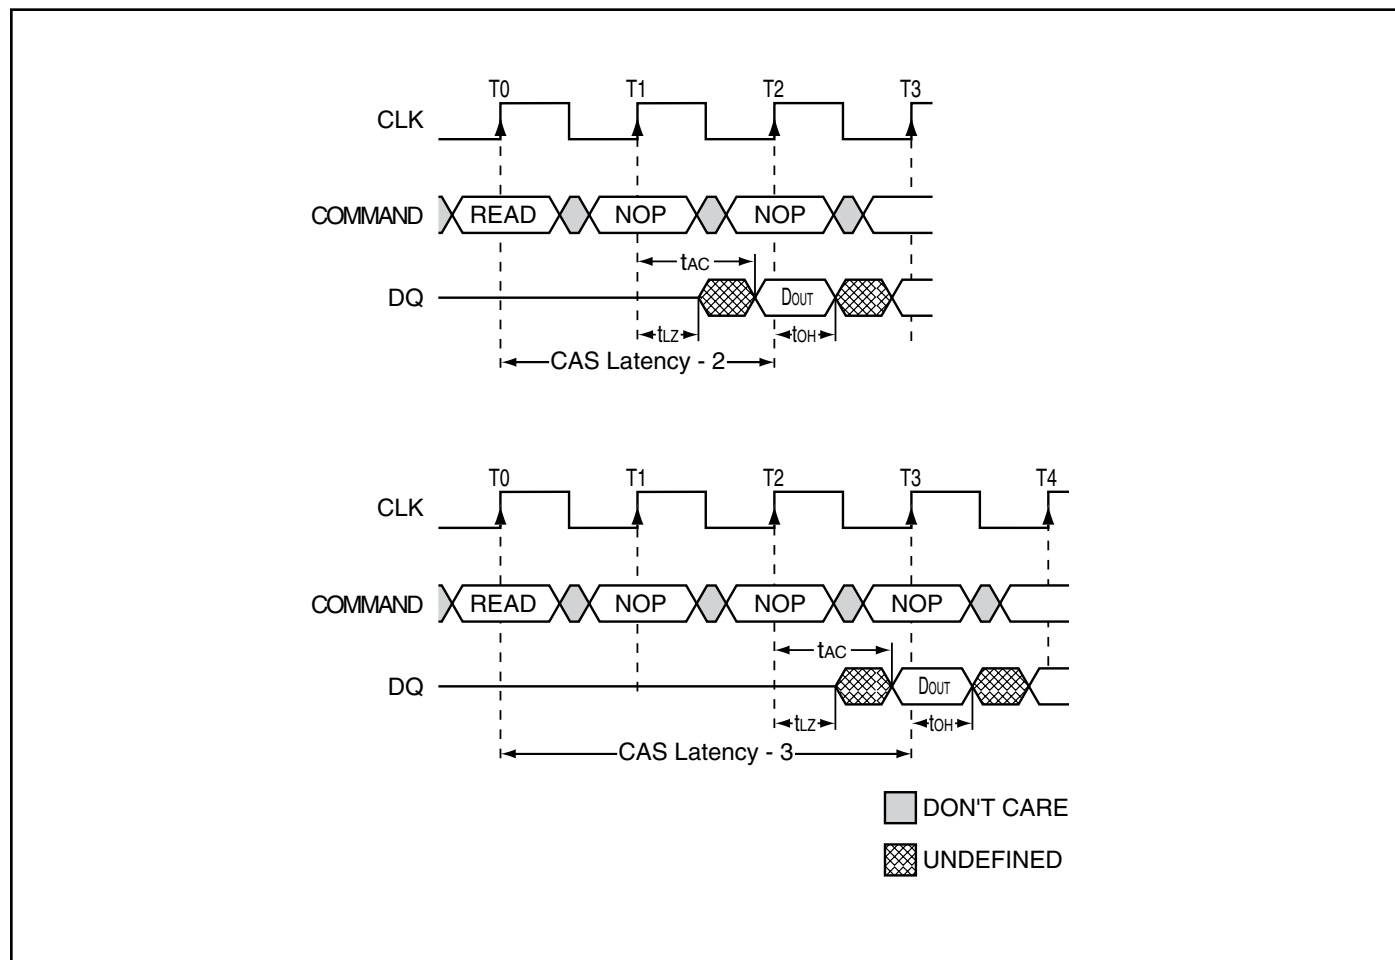 T0 T1 T2 T3
CLK
COMMAND READ NOP NOP
tAC
DQ DOUT
tLZ tOH
CAS Latency - 2
T0 T1 T2 T3 T4
CLK
COMMAND READ NOP NOP NOP
tAC
DQ DOUT
tLZ tOH
CAS Latency - 3
DON'T CARE
UNDEFINED